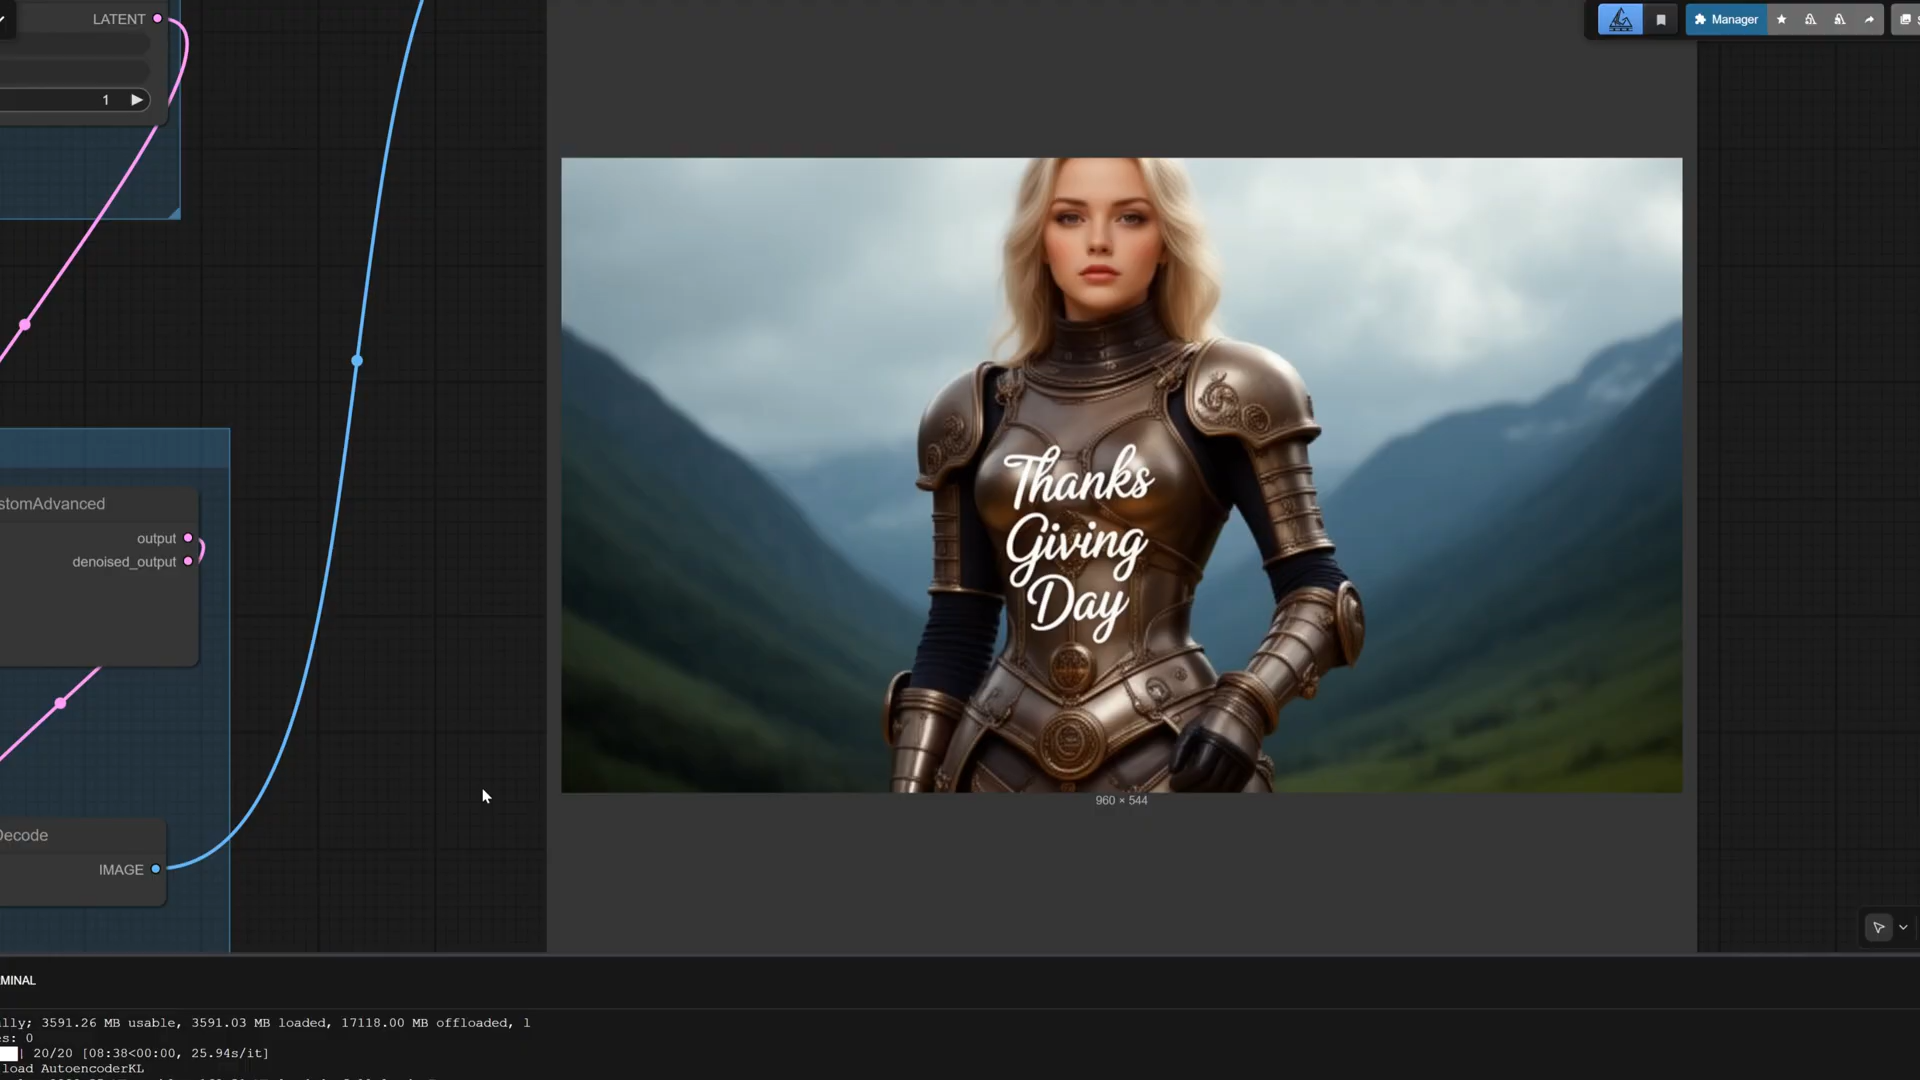 LATENT
Manager
1
Thanks
Giving
Day
stomAdvanced
output
denoised_output
960 × 544
Decode
IMAGE
MINAL
lly; 3591.26 MB usable, 3591.03 MB loaded, 17118.00 MB offloaded, l
es: 0
| 20/20 [08:38<00:00, 25.94s/it]
load AutoencoderKL